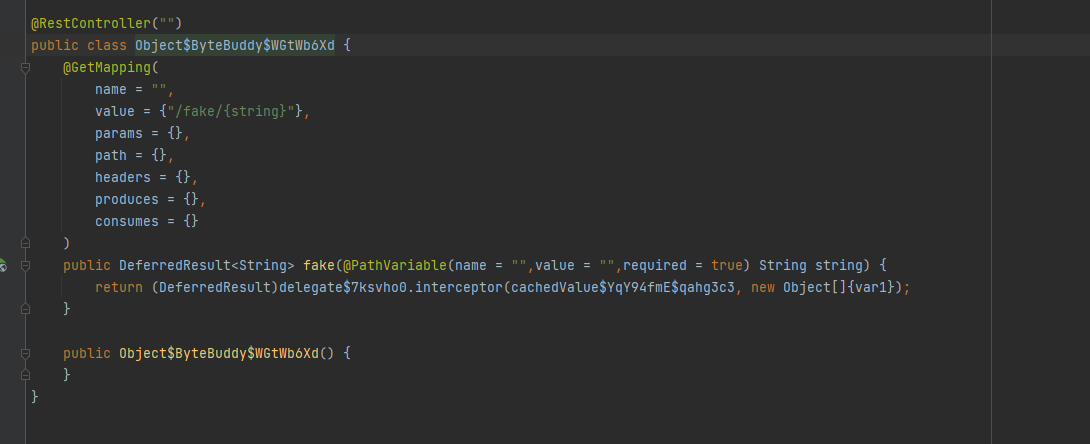 @RestController("")
public class Object$ByteBuddy$WGtWb6Xd {
    @GetMapping(
        name = "",
        value = {"/fake/{string}"},
        params = {},
        path = {},
        headers = {},
        produces = {},
        consumes = {}
    )
    public DeferredResult<String> fake(@PathVariable(name = "",value = "",required = true) String string) {
        return (DeferredResult)delegate$7ksvho0.interceptor(cachedValue$YqY94fmE$qahg3c3, new Object[]{var1});
    }
    public Object$ByteBuddy$WGtWb6Xd() {
    }
}